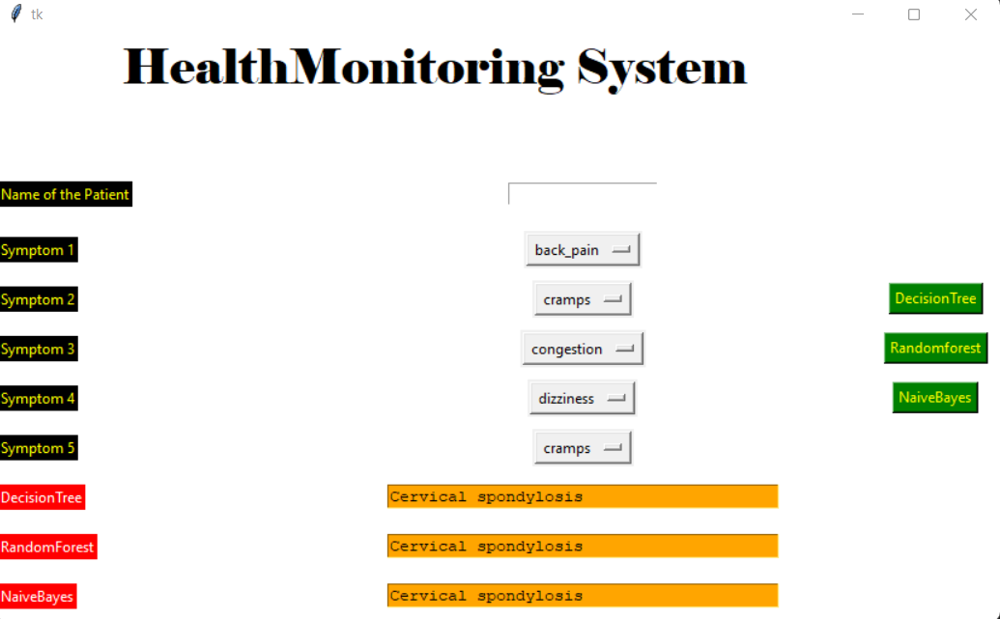 tk
HealthMonitoring System
Name of the Patient
Symptom 1 back_pain
Symptom 2 cramps DecisionTree
Symptom 3 congestion Randomforest
Symptom 4 dizziness NaiveBayes
Symptom 5 cramps
DecisionTree Cervical spondylosis
RandomForest Cervical spondylosis
NaiveBayes Cervical spondylosis